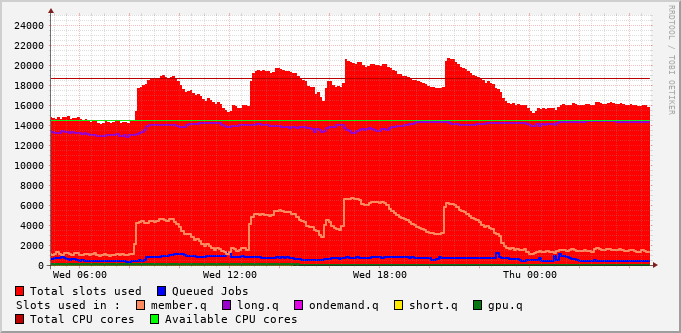 24000
22000
20000
18000
16000
14000
12000
10000
8000
6000
4000
2000
0
Wed 06:00 Wed 12:00 Wed 18:00 Thu 00:00
RRDTOOL / TOBI OETIKER
Total slots used Queued Jobs
Slots used in : member.q long.q ondemand.q short.q gpu.q
Total CPU cores Available CPU cores